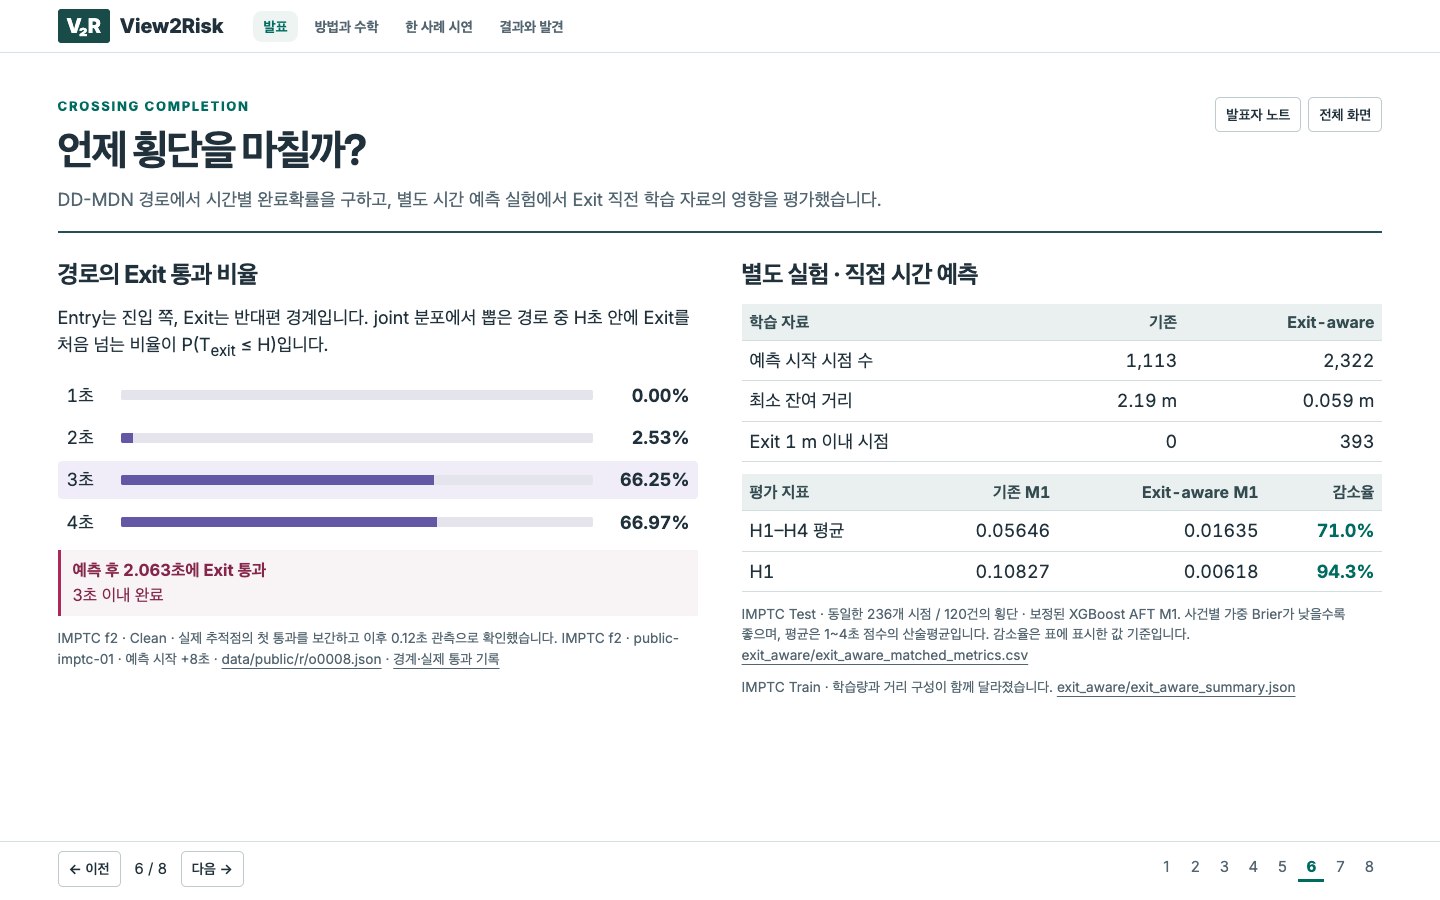 V2R View2Risk 발표 방법과 수학 한 사례 시연 결과와 발견
CROSSING COMPLETION
언제 횡단을 마칠까?
발표자 노트 전체 화면
DD-MDN 경로에서 시간별 완료확률을 구하고, 별도 시간 예측 실험에서 Exit 직전 학습 자료의 영향을 평가했습니다.
경로의 Exit 통과 비율
Entry는 진입 쪽, Exit는 반대편 경계입니다. joint 분포에서 뽑은 경로 중 H초 안에 Exit를
처음 넘는 비율이 P(Texit ≤ H)입니다.
1초 0.00%
2초 2.53%
3초 66.25%
4초 66.97%
예측 후 2.063초에 Exit 통과
3초 이내 완료
IMPTC f2 · Clean · 실제 추적점의 첫 통과를 보간하고 이후 0.12초 관측으로 확인했습니다. IMPTC f2 · public-
imptc-01 · 예측 시작 +8초 · data/public/r/o0008.json · 경계·실제 통과 기록
별도 실험 · 직접 시간 예측
학습 자료 기존 Exit-aware
예측 시작 시점 수 1,113 2,322
최소 잔여 거리 2.19 m 0.059 m
Exit 1 m 이내 시점 0 393
평가 지표 기존 M1 Exit-aware M1 감소율
H1–H4 평균 0.05646 0.01635 71.0%
H1 0.10827 0.00618 94.3%
IMPTC Test · 동일한 236개 시점 / 120건의 횡단 · 보정된 XGBoost AFT M1. 사건별 가중 Brier가 낮을수록
좋으며, 평균은 1~4초 점수의 산술평균입니다. 감소율은 표에 표시한 값 기준입니다.
exit_aware/exit_aware_matched_metrics.csv
IMPTC Train · 학습량과 거리 구성이 함께 달라졌습니다. exit_aware/exit_aware_summary.json
← 이전 6 / 8 다음 → 1 2 3 4 5 6 7 8